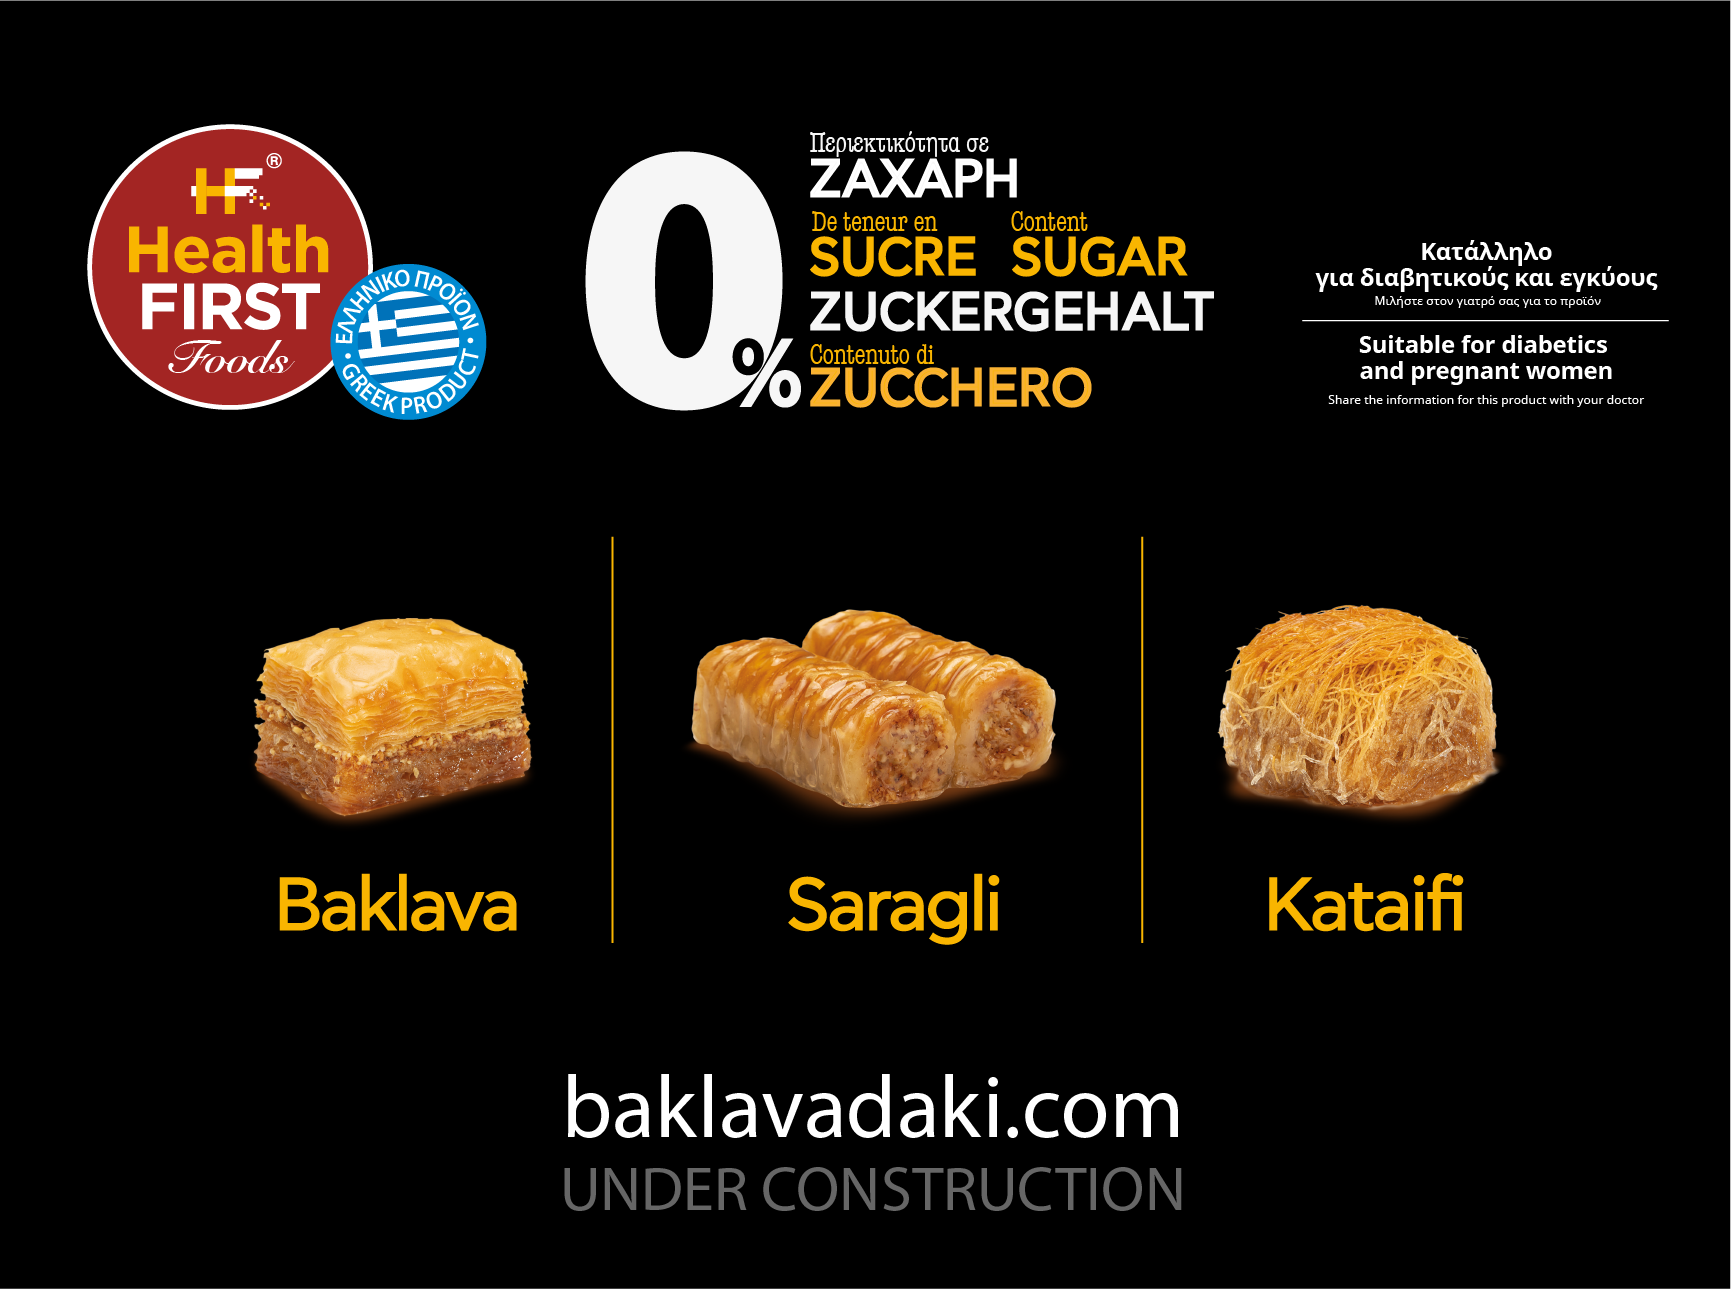 HF®
Health
FIRST
Foods
ΕΛΛΗΝΙΚΟ ΠΡΟΪΟΝ
• GREEK PRODUCT •
0%
Περιεκτικότητα σε
ΖΑΧΑΡΗ
De teneur en
SUCRE
Content
SUGAR
ZUCKERGEHALT
Contenuto di
ZUCCHERO
Κατάλληλο
για διαβητικούς και εγκύους
Μιλήστε στον γιατρό σας για το προϊόν
Suitable for diabetics
and pregnant women
Share the information for this product with your doctor
Baklava
Saragli
Kataifi
baklavadaki.com
UNDER CONSTRUCTION